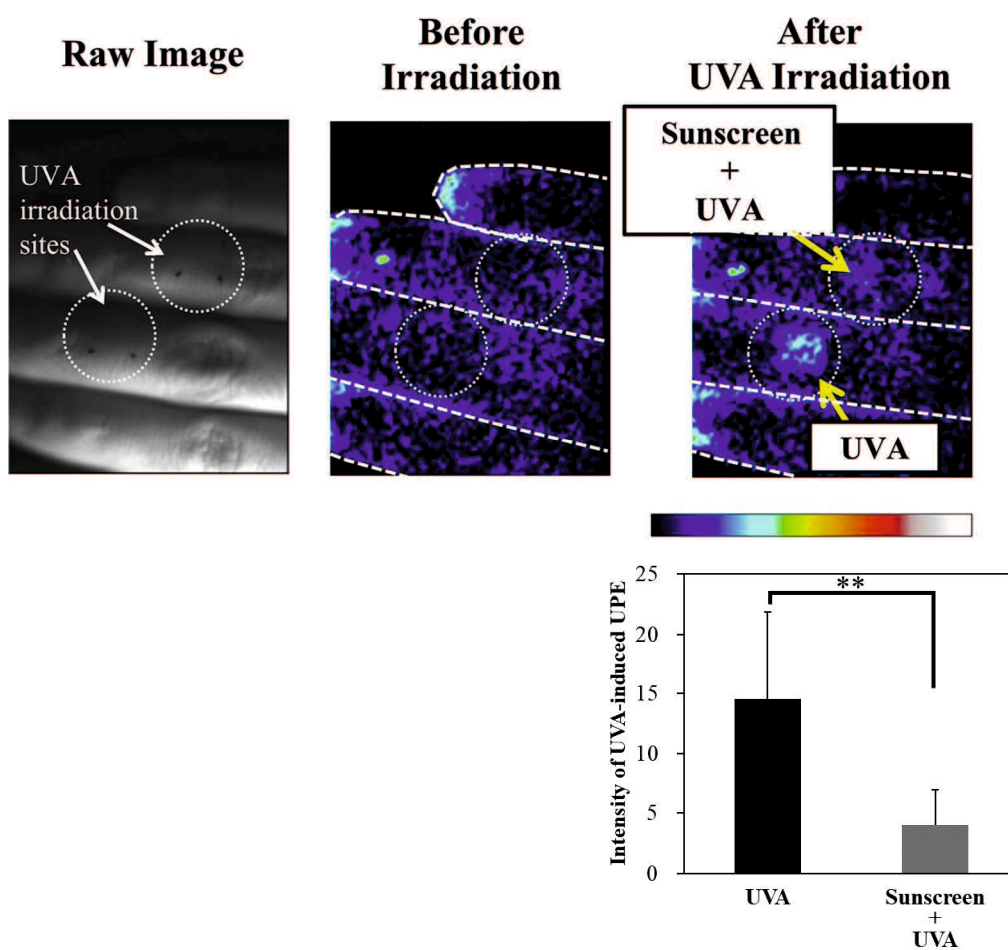 Raw Image
Before
Irradiation
After
UVA Irradiation
UVA
irradiation
sites
Sunscreen
+
UVA
UVA
Intensity of UVA-induced UPE
25
20
15
10
5
0
**
UVA
Sunscreen
+
UVA